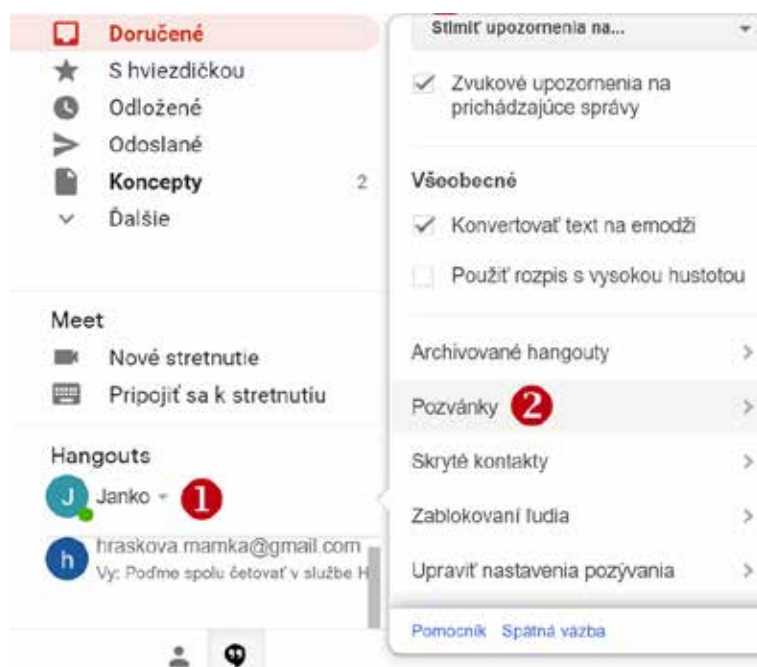 Doručené
S hviezdičkou
Odložené
Odoslané
Koncepty 2
Ďalšie
Meet
Nové stretnutie
Pripojiť sa k stretnutiu
Hangouts
J Janko 1
h hraskova.mamka@gmail.com
Vy: Poďme spolu četovať v službe H
Stlmiť upozornenia na...
Zvukové upozornenia na
prichádzajúce správy
Všeobecné
Konvertovať text na emodži
Použiť rozpis s vysokou hustotou
Archivované hangouty
Pozvánky 2
Skryté kontakty
Zablokovaní ľudia
Upraviť nastavenia pozývania
Pomocník Spätná väzba